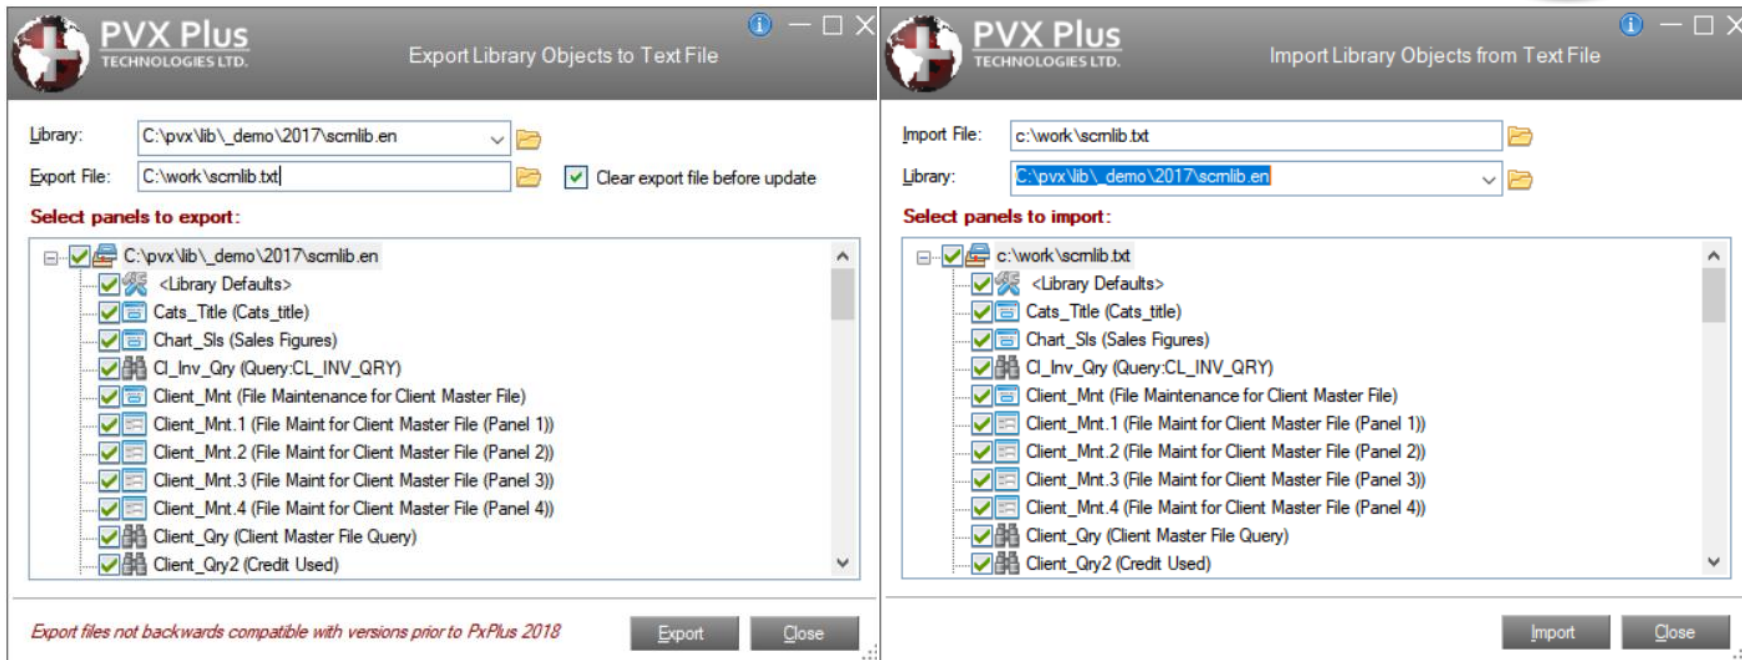 PVX Plus
TECHNOLOGIES LTD.
Export Library Objects to Text File
Library:
C:\pvx\lib\_demo\2017\scrnlib.en
Export File:
C:\work\scrnlib.txt
Clear export file before update
Select panels to export:
C:\pvx\lib\_demo\2017\scrnlib.en
<Library Defaults>
Cats_Title (Cats_title)
Chart_Sls (Sales Figures)
Cl_Inv_Qry (Query:CL_INV_QRY)
Client_Mnt (File Maintenance for Client Master File)
Client_Mnt.1 (File Maint for Client Master File (Panel 1))
Client_Mnt.2 (File Maint for Client Master File (Panel 2))
Client_Mnt.3 (File Maint for Client Master File (Panel 3))
Client_Mnt.4 (File Maint for Client Master File (Panel 4))
Client_Qry (Client Master File Query)
Client_Qry2 (Credit Used)
Export files not backwards compatible with versions prior to PxPlus 2018
Export
Close
PVX Plus
TECHNOLOGIES LTD.
Import Library Objects from Text File
Import File:
c:\work\scrnlib.txt
Library:
C:\pvx\lib\_demo\2017\scrnlib.en
Select panels to import:
c:\work\scrnlib.txt
<Library Defaults>
Cats_Title (Cats_title)
Chart_Sls (Sales Figures)
Cl_Inv_Qry (Query:CL_INV_QRY)
Client_Mnt (File Maintenance for Client Master File)
Client_Mnt.1 (File Maint for Client Master File (Panel 1))
Client_Mnt.2 (File Maint for Client Master File (Panel 2))
Client_Mnt.3 (File Maint for Client Master File (Panel 3))
Client_Mnt.4 (File Maint for Client Master File (Panel 4))
Client_Qry (Client Master File Query)
Client_Qry2 (Credit Used)
Import
Close